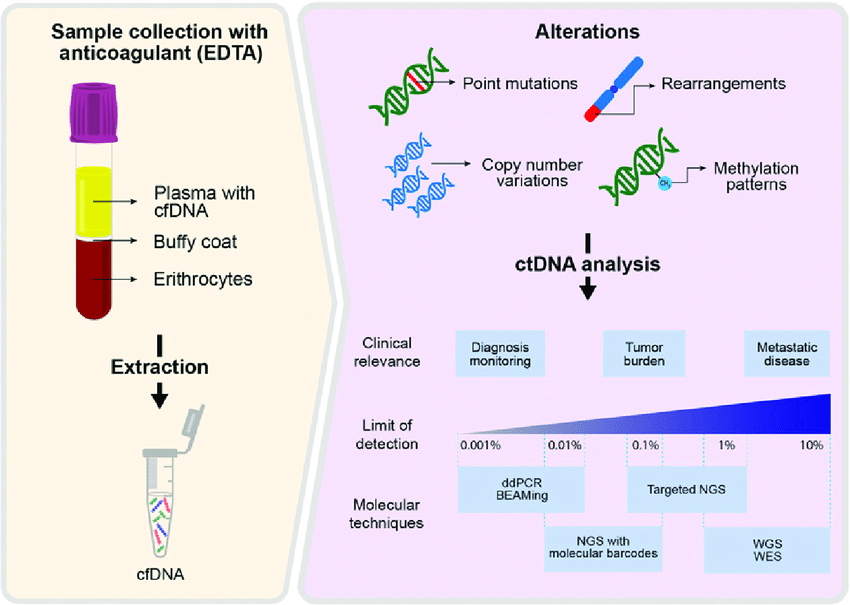 Sample collection with
anticoagulant (EDTA)
Plasma with
cfDNA
Buffy coat
Erithrocytes
Extraction
cfDNA
Alterations
Point mutations
Rearrangements
Copy number
variations
CH₃
Methylation
patterns
ctDNA analysis
Clinical
relevance
Diagnosis
monitoring
Tumor
burden
Metastatic
disease
Limit of
detection
0.001%
0.01%
0.1%
1%
10%
Molecular
techniques
ddPCR
BEAMing
Targeted NGS
NGS with
molecular barcodes
WGS
WES